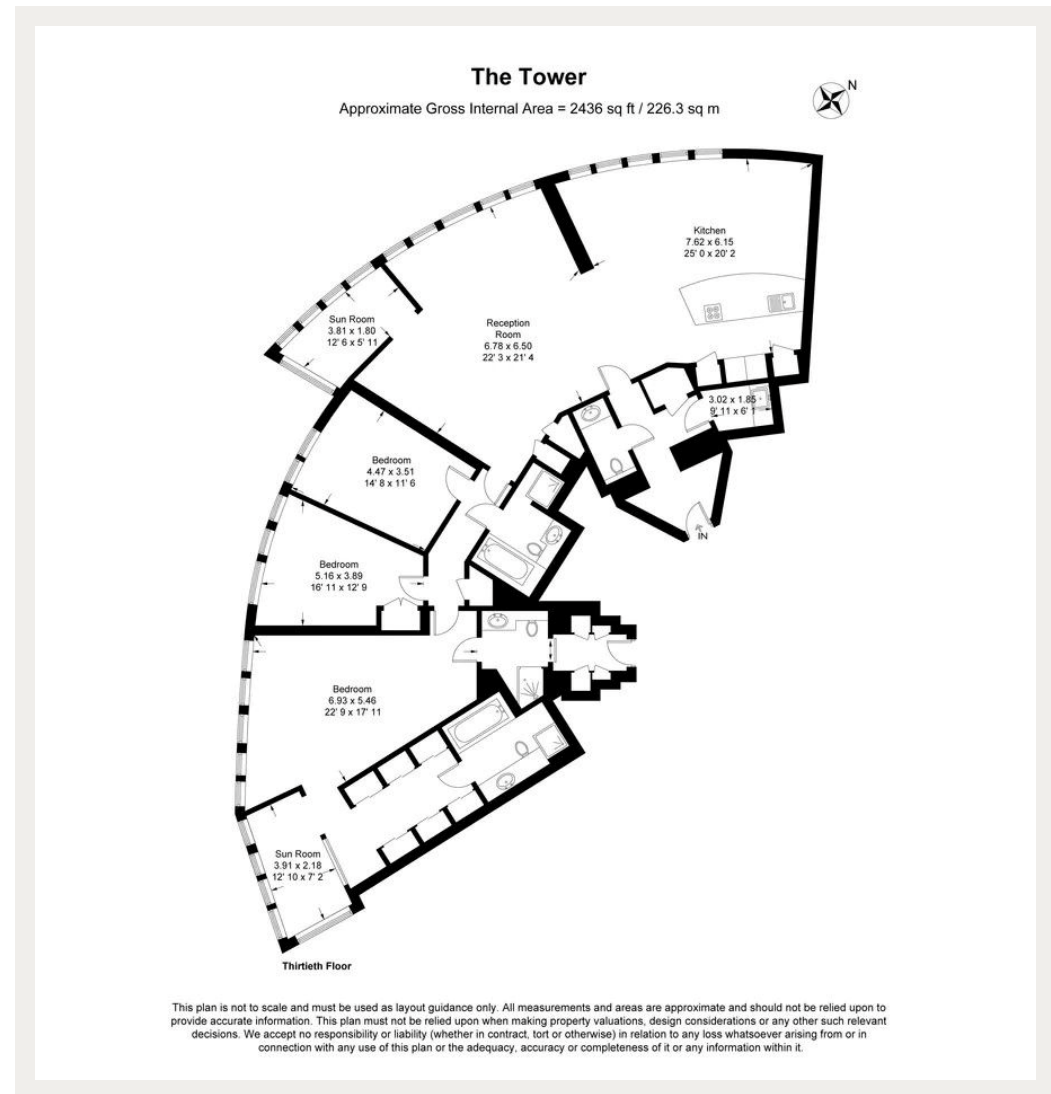 The Tower
Approximate Gross Internal Area = 2436 sq ft / 226.3 sq m
N
Kitchen
7.62 x 6.15
25' 0 x 20' 2
Sun Room
3.81 x 1.80
12' 6 x 5' 11
Reception
Room
6.78 x 6.50
22' 3 x 21' 4
3.02 x 1.85
9' 11 x 6' 1
Bedroom
4.47 x 3.51
14' 8 x 11' 6
IN
Bedroom
5.16 x 3.89
16' 11 x 12' 9
Bedroom
6.93 x 5.46
22' 9 x 17' 11
Sun Room
3.91 x 2.18
12' 10 x 7' 2
Thirtieth Floor
This plan is not to scale and must be used as layout guidance only. All measurements and areas are approximate and should not be relied upon to
provide accurate information. This plan must not be relied upon when making property valuations, design considerations or any other such relevant
decisions. We accept no responsibility or liability (whether in contract, tort or otherwise) in relation to any loss whatsoever arising from or in
connection with any use of this plan or the adequacy, accuracy or completeness of it or any information within it.